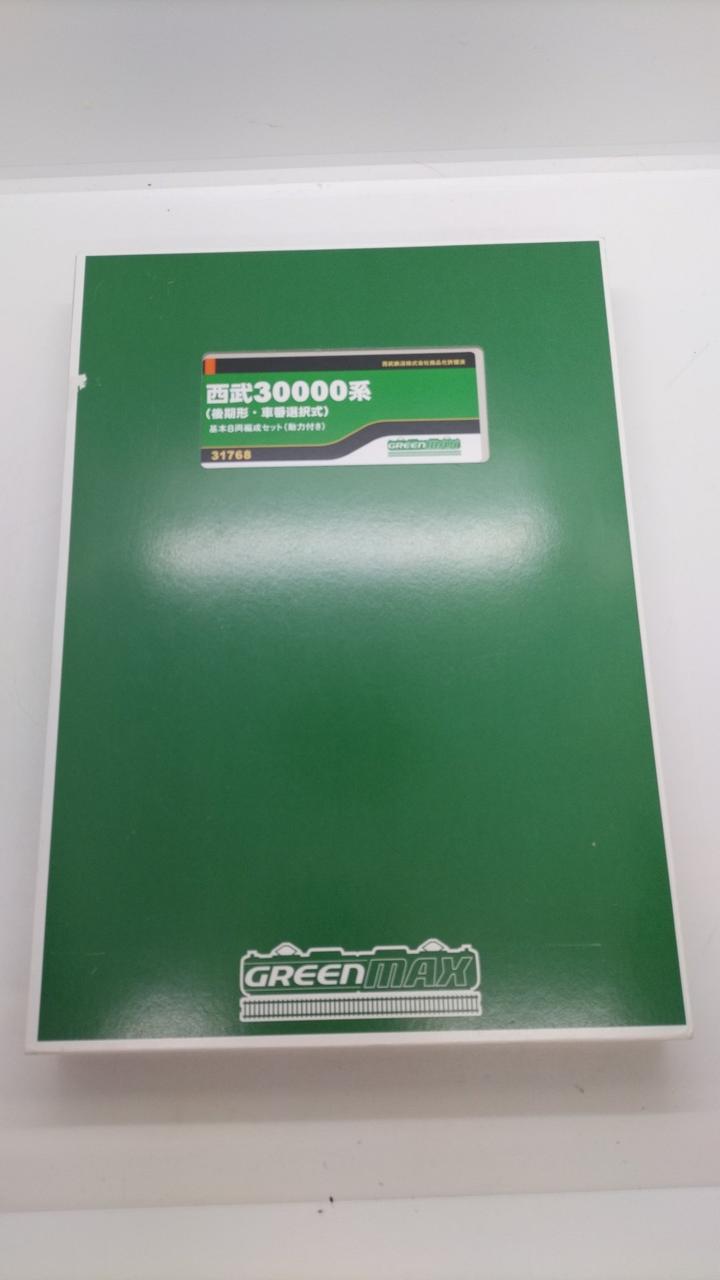 西武鉄道株式会社商品化許諾済
西武30000系
(後期形・車番選択式)
基本8両編成セット(動力付き)
31768
GREENMAX
GREENMAX